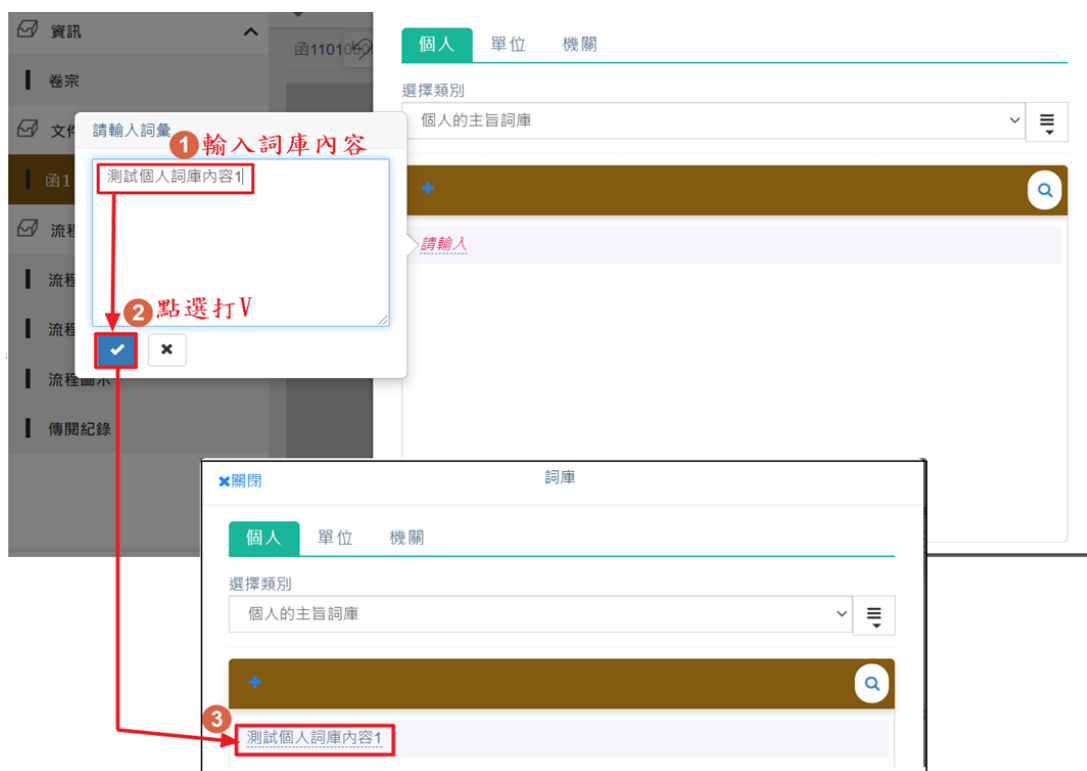 資訊
個人 單位 機關
函1101000
選擇類別
卷宗
個人的主旨詞庫
文件
請輸入詞彙
1 輸入詞庫內容
測試個人詞庫內容1
函1
請輸入
流程
流程
2 點選打V
流程
流程圖示
傳閱紀錄
×關閉 詞庫
個人 單位 機關
選擇類別
個人的主旨詞庫
3
測試個人詞庫內容1